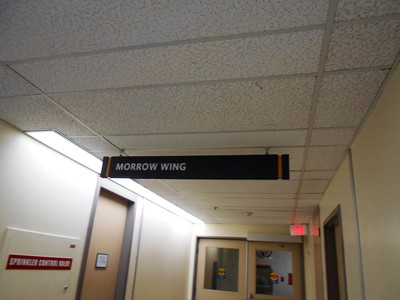 MORROW WING
SPRINKLER CONTROL VALVE